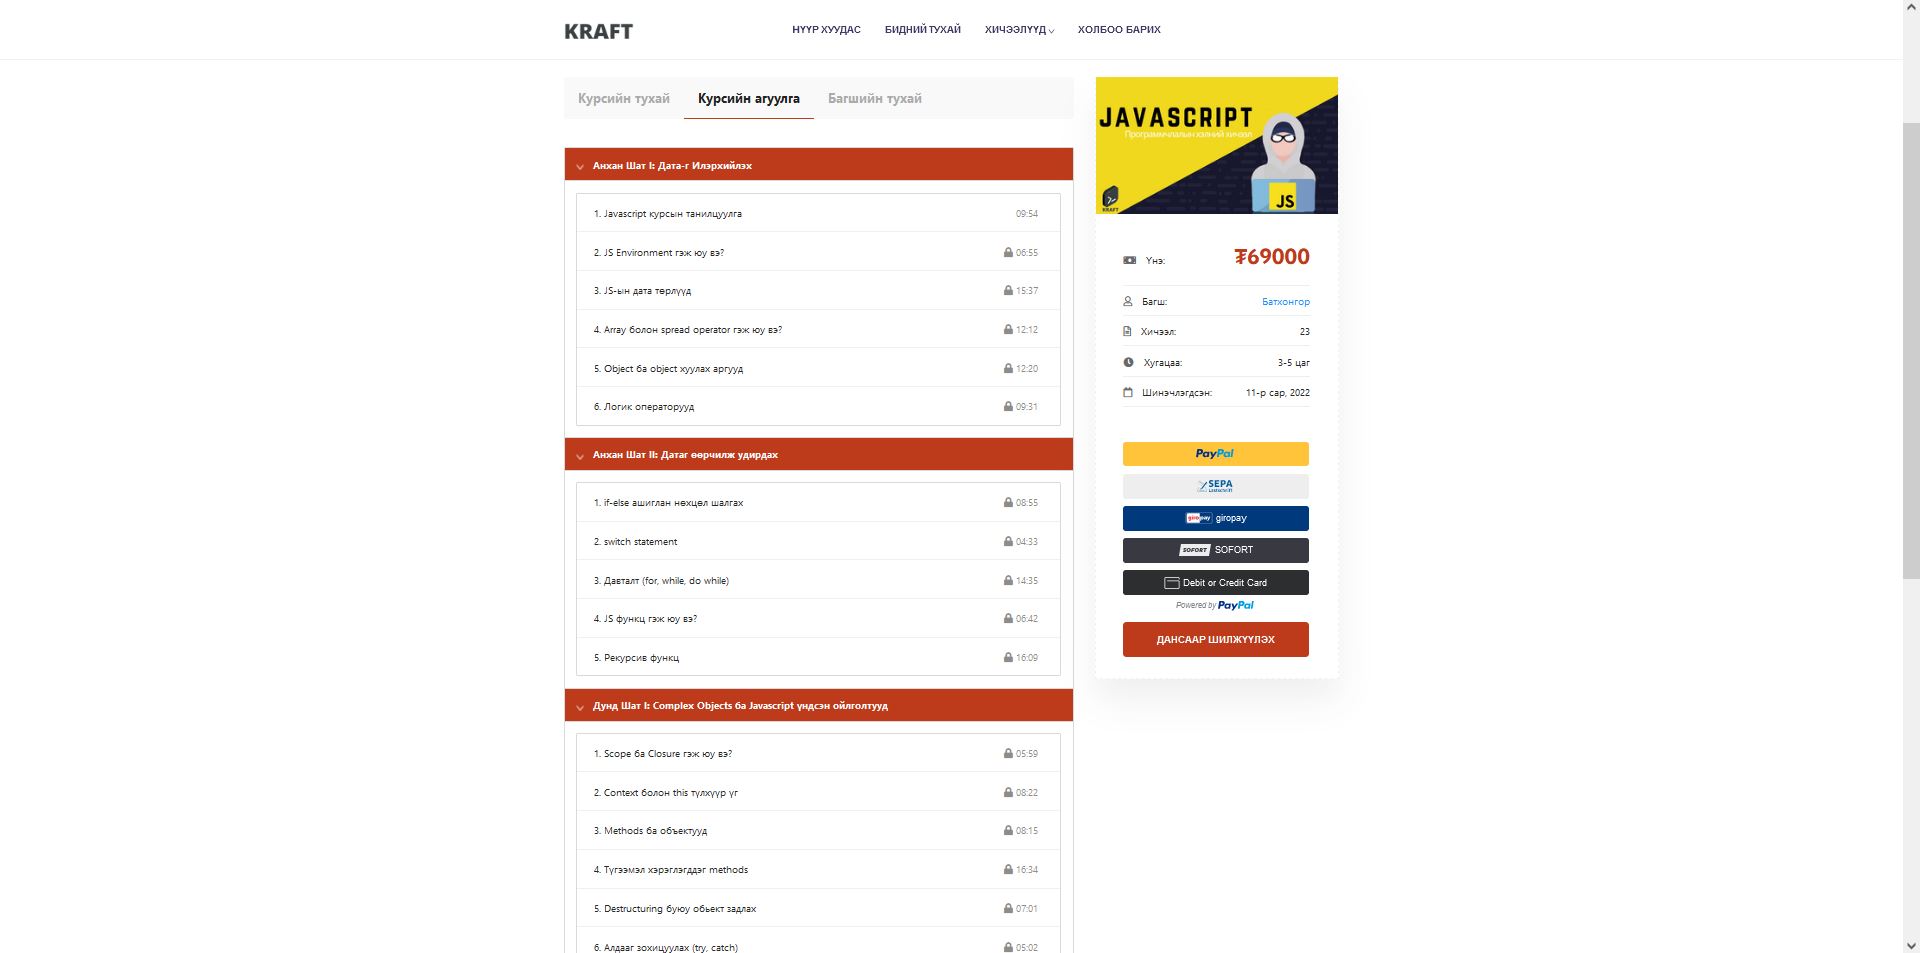 KRAFT
НҮҮР ХУУДАС
БИДНИЙ ТУХАЙ
ХИЧЭЭЛҮҮД
ХОЛБОО БАРИХ
Курсийн тухай
Курсийн агуулга
Багшийн тухай
Анхан Шат I: Дата-г Илэрхийлэх
1. Javascript курсын танилцуулга 09:54
2. JS Environment гэж юу вэ? 06:55
3. JS-ын дата төрлүүд 15:37
4. Array болон spread operator гэж юу вэ? 12:12
5. Object ба object хуулах аргууд 12:20
6. Логик операторууд 09:31
Анхан Шат II: Датаг өөрчилж удирдах
1. if-else ашиглан нөхцөл шалгах 08:55
2. switch statement 04:33
3. Давталт (for, while, do while) 14:35
4. JS функц гэж юу вэ? 06:42
5. Рекурсив функц 16:09
Дунд Шат I: Complex Objects ба Javascript үндсэн ойлголтууд
1. Scope ба Closure гэж юу вэ? 05:59
2. Context болон this түлхүүр үг 08:22
3. Methods ба объектууд 08:15
4. Түгээмэл хэрэглэгддэг methods 16:34
5. Destructuring буюу обьект задлах 07:01
6. Алдааг зохицуулах (try, catch) 05:02
JAVASCRIPT
Программчлалын хэлний хичээл
JS
KRAFT
Үнэ: ₮69000
Багш: Батхонгор
Хичээл: 23
Хугацаа: 3-5 цаг
Шинэчлэгдсэн: 11-р сар, 2022
PayPal
SEPA
giropay giropay
SOFORT SOFORT
Debit or Credit Card
Powered by PayPal
ДАНСААР ШИЛЖҮҮЛЭХ